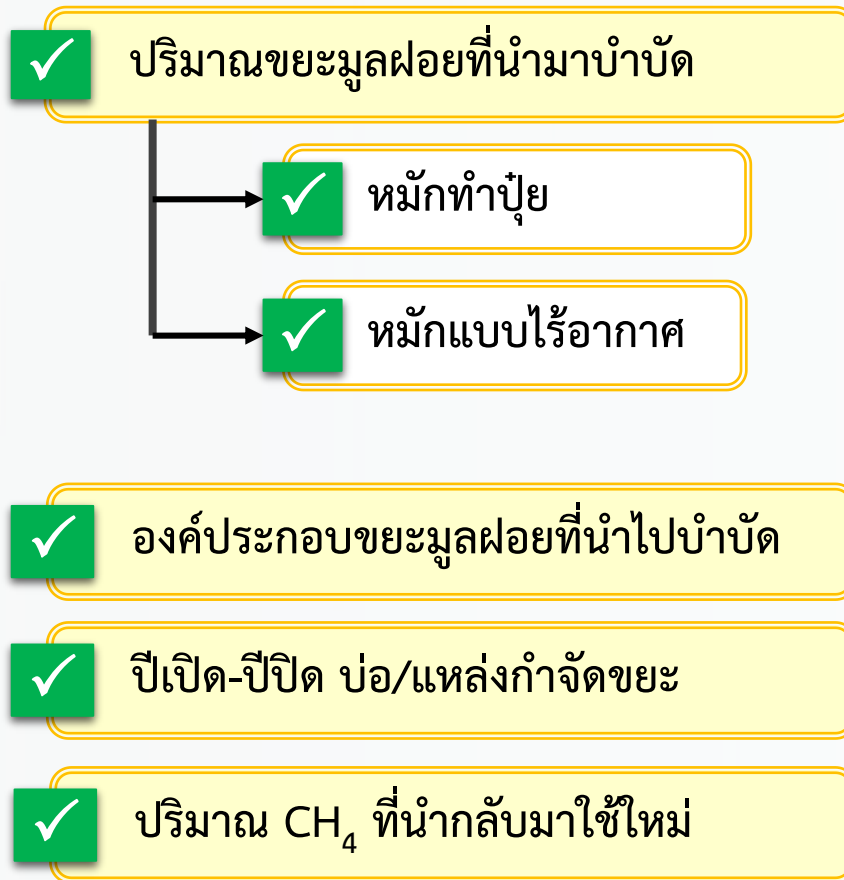 ปริมาณขยะมูลฝอยที่นำมาบำบัด
หมักทำปุ๋ย
หมักแบบไร้อากาศ
องค์ประกอบขยะมูลฝอยที่นำไปบำบัด
ปีเปิด-ปีปิด บ่อ/แหล่งกำจัดขยะ
ปริมาณ CH₄ ที่นำกลับมาใช้ใหม่